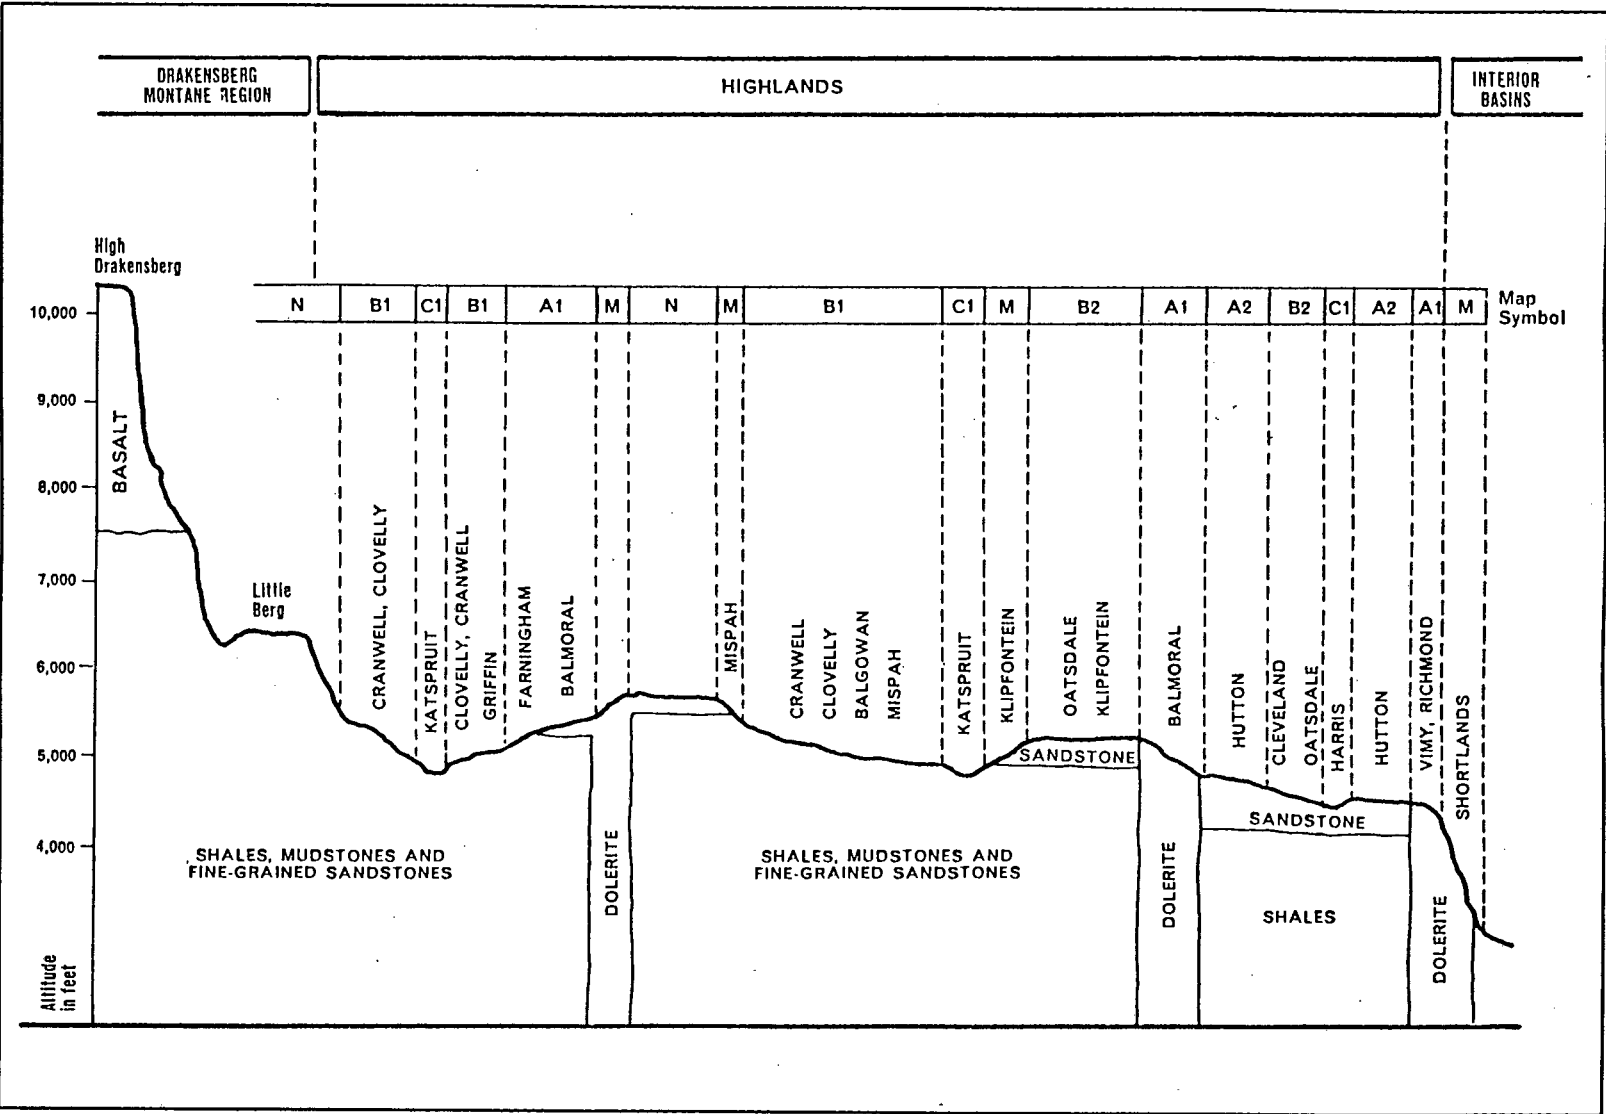 DRAKENSBERG
MONTANE REGION
HIGHLANDS
INTERIOR
BASINS
High
Drakensberg
N B1 C1 B1 A1 M N M B1 C1 M B2 A1 A2 B2 C1 A2 A1 M
Map
Symbol
10,000
9,000
8,000
7,000
6,000
5,000
4,000
Altitude
in feet
BASALT
Little
Berg
CRANWELL, CLOVELLY
KATSPRUIT
CLOVELLY, CRANWELL
GRIFFIN
FARNINGHAM
BALMORAL
MISPAH
CRANWELL
CLOVELLY
BALGOWAN
MISPAH
KATSPRUIT
KLIPFONTEIN
OATSDALE
KLIPFONTEIN
BALMORAL
HUTTON
CLEVELAND
OATSDALE
HARRIS
HUTTON
VIMY, RICHMOND
SHORTLANDS
SANDSTONE
SANDSTONE
SHALES, MUDSTONES AND
FINE-GRAINED SANDSTONES
DOLERITE
SHALES, MUDSTONES AND
FINE-GRAINED SANDSTONES
DOLERITE
SHALES
DOLERITE